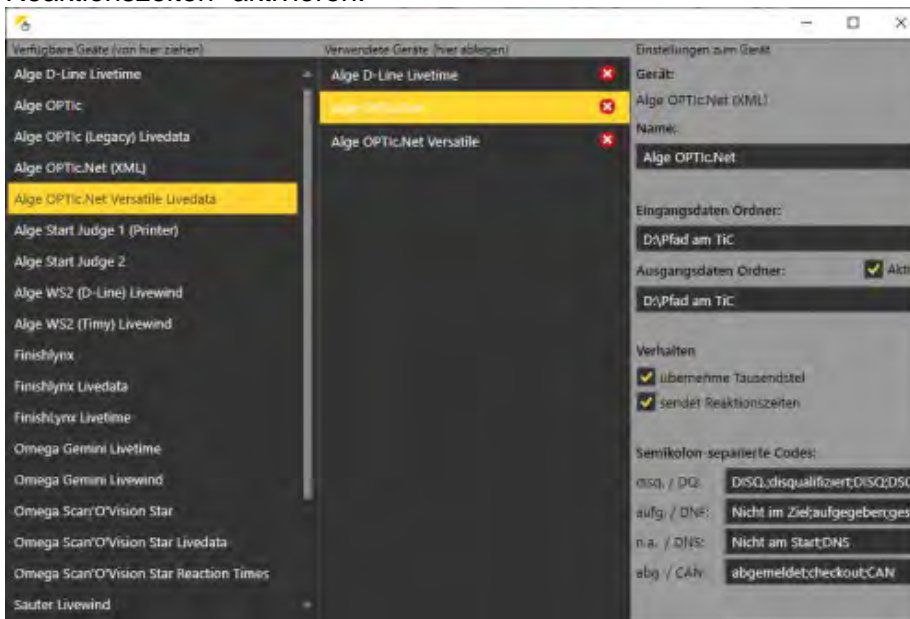 Reaktionszeiten" aktivieren.
Verfügbare Geäte (von hier ziehen)
Alge D-Line Livetime
Alge OPTic
Alge OPTic (Legacy) Livedata
Alge OPTic.Net (XML)
Alge OPTic.Net Versatile Livedata
Alge Start Judge 1 (Printer)
Alge Start Judge 2
Alge WS2 (D-Line) Livewind
Alge WS2 (Timy) Livewind
Finishlynx
Finishlynx Livedata
FinishLynx Livetime
Omega Gemini Livetime
Omega Gemini Livewind
Omega Scan'O'Vision Star
Omega Scan'O'Vision Star Livedata
Omega Scan'O'Vision Star Reaction Times
Sauter Livewind
Verwendete Geräte (hier ablegen)
Alge D-Line Livetime
Alge OPTic.Net Versatile
Einstellungen zum Gerät
Gerät:
Alge OPTic.Net (XML)
Name:
Alge OPTic.Net
Eingangsdaten Ordner:
D:\Pfad am TiC
Ausgangsdaten Ordner:
Akti
D:\Pfad am TiC
Verhalten
übernehme Tausendstel
sendet Reaktionszeiten
Semikolon-separierte Codes:
disq. / DQ: DISQ.;disqualifiziert;DISQ;DSQ
aufg. / DNF: Nicht im Ziel;aufgegeben;ges
n.a. / DNS: Nicht am Start;DNS
abg. / CAN: abgemeldet;checkout;CAN